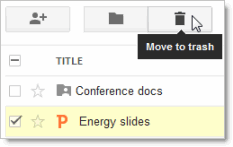 Move to trash
TITLE
Conference docs
Energy slides